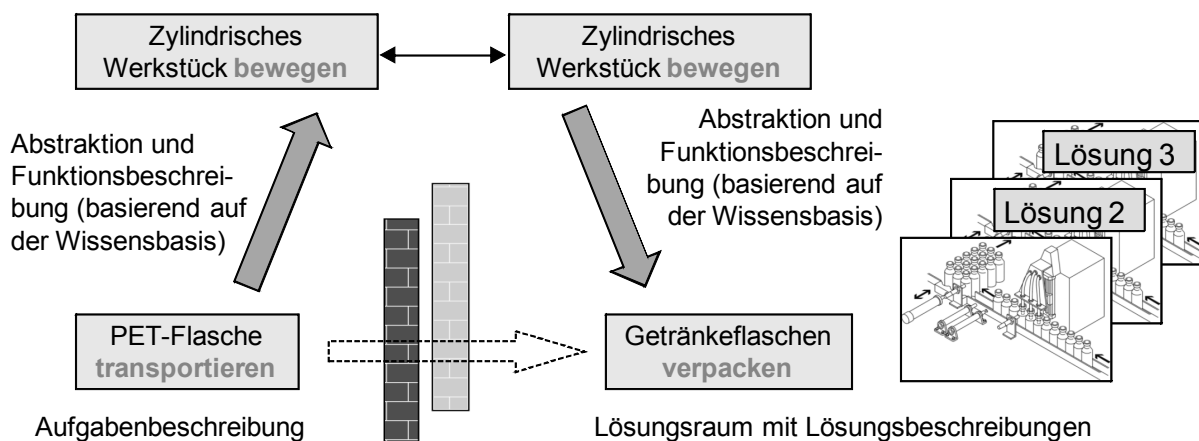 Zylindrisches
Werkstück bewegen
Zylindrisches
Werkstück bewegen
Abstraktion und
Funktionsbeschrei-
bung (basierend auf
der Wissensbasis)
Abstraktion und
Funktionsbeschrei-
bung (basierend auf
der Wissensbasis)
Lösung 3
Lösung 2
PET-Flasche
transportieren
Getränkeflaschen
verpacken
Aufgabenbeschreibung
Lösungsraum mit Lösungsbeschreibungen